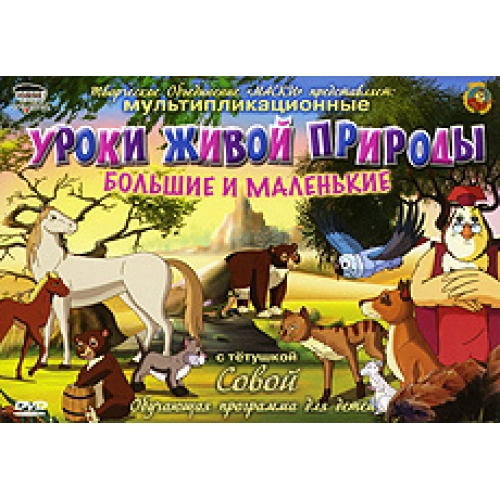 Творческое Объединение «МАСКИ» представляет:
мультипликационные
УРОКИ ЖИВОЙ ПРИРОДЫ
БОЛЬШИЕ И МАЛЕНЬКИЕ
с тётушкой
Совой
Обучающая программа для детей
DVD